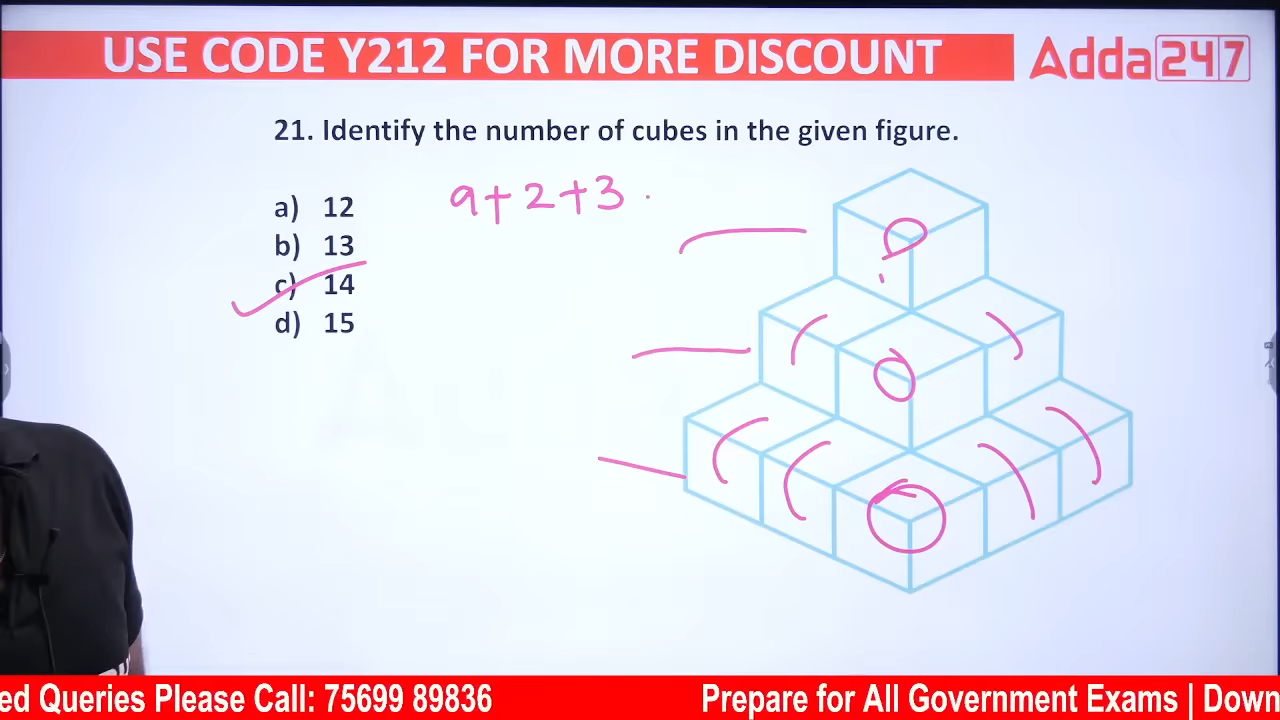 USE CODE Y212 FOR MORE DISCOUNT
Adda247
21. Identify the number of cubes in the given figure.
a) 12
b) 13
c) 14
d) 15
9+2+3
ed Queries Please Call: 75699 89836
Prepare for All Government Exams | Down